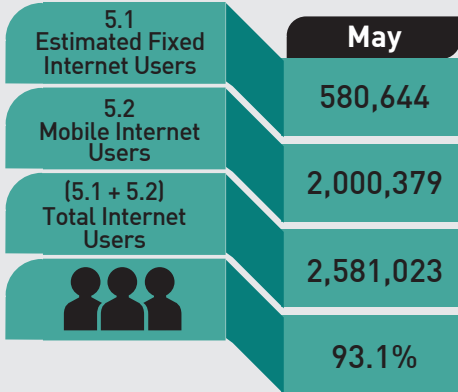 5.1
Estimated Fixed
Internet Users
May
580,644
5.2
Mobile Internet
Users
2,000,379
(5.1 + 5.2)
Total Internet
Users
2,581,023
93.1%